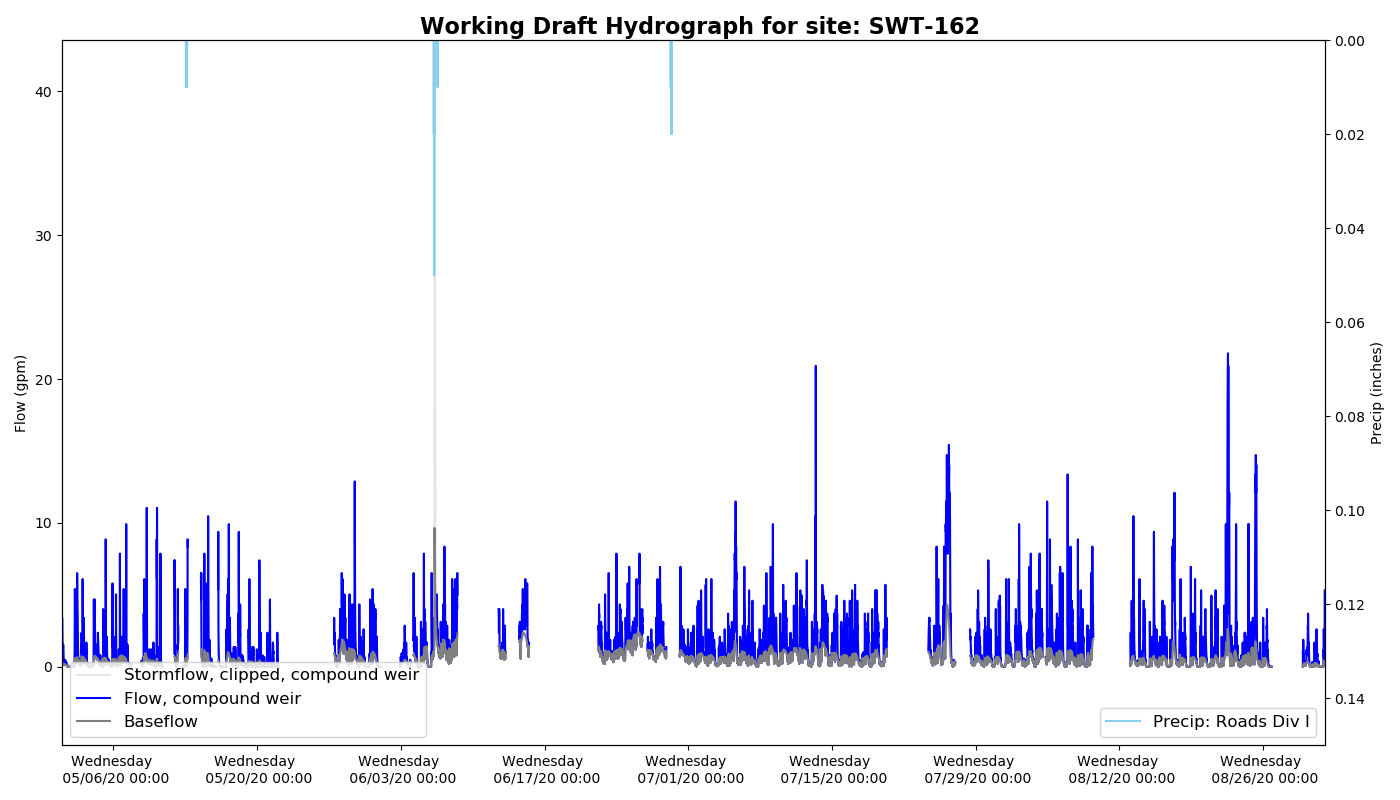 Working Draft Hydrograph for site: SWT-162
Flow (gpm)
40
30
20
10
0
0.00
0.02
0.04
0.06
0.08
0.10
0.12
0.14
Precip (inches)
Stormflow, clipped, compound weir
Flow, compound weir
Baseflow
Precip: Roads Div I
Wednesday
05/06/20 00:00
Wednesday
05/20/20 00:00
Wednesday
06/03/20 00:00
Wednesday
06/17/20 00:00
Wednesday
07/01/20 00:00
Wednesday
07/15/20 00:00
Wednesday
07/29/20 00:00
Wednesday
08/12/20 00:00
Wednesday
08/26/20 00:00